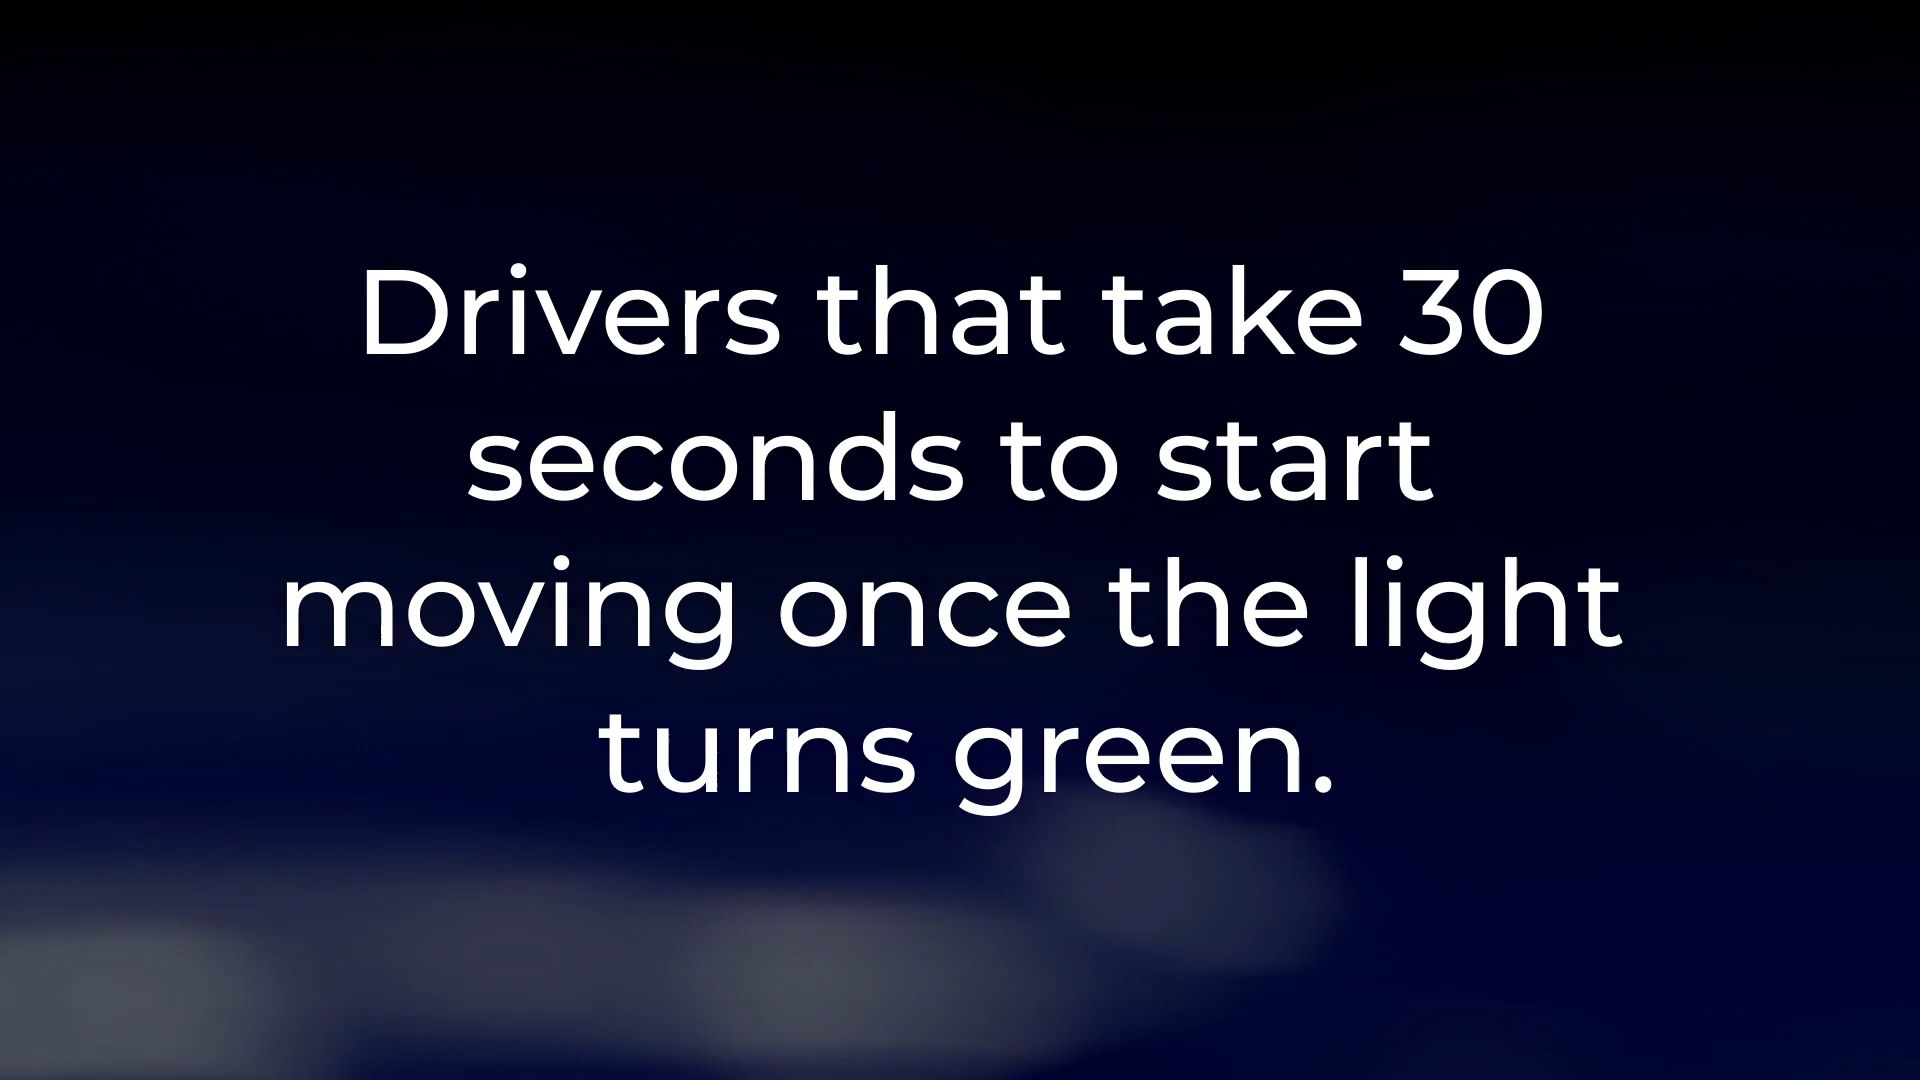 Drivers that take 30
seconds to start
moving once the light
turns green.